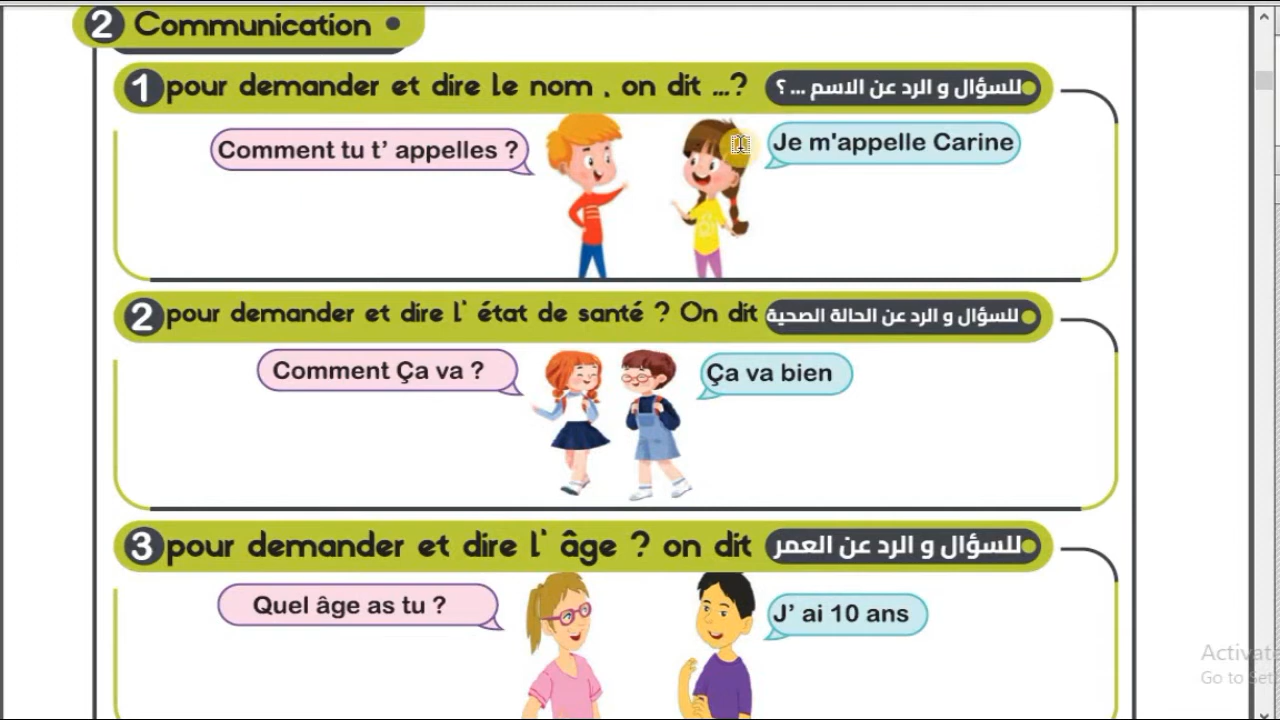 2 Communication
1 pour demander et dire le nom , on dit ...? للسؤال و الرد عن الاسم ... ؟
Comment tu t' appelles ?
Je m'appelle Carine
2 pour demander et dire l' état de santé ? On dit للسؤال و الرد عن الحالة الصحية
Comment Ça va ?
Ça va bien
3 pour demander et dire l' âge ? on dit للسؤال و الرد عن العمر
Quel âge as tu ?
J' ai 10 ans
Go to